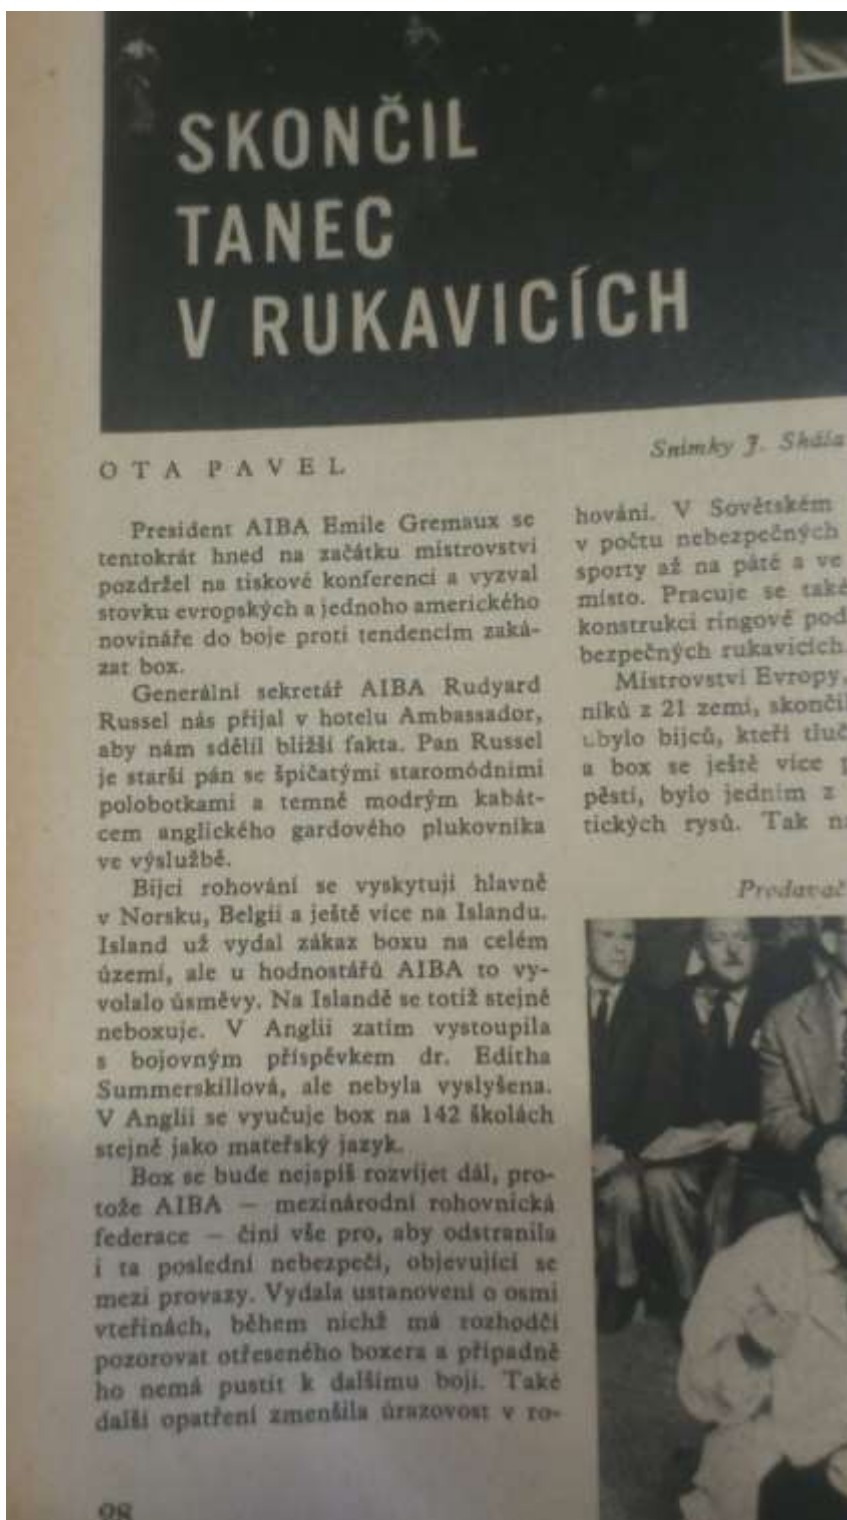 SKONČIL
TANEC
V RUKAVICÍCH
OTA PAVEL
Snímky J. Skála
President AIBA Emile Gremaux se
tentokrát hned na začátku mistrovství
pozdržel na tiskové konferenci a vyzval
stovku evropských a jednoho amerického
novináře do boje proti tendencím zaká-
zat box.
Generální sekretář AIBA Rudyard
Russel nás přijal v hotelu Ambassador,
aby nám sdělil bližší fakta. Pan Russel
je starší pán se špičatými staromódními
polobotkami a temně modrým kabát-
cem anglického gardového plukovníka
ve výslužbě.
Bijci rohování se vyskytují hlavně
v Norsku, Belgii a ještě více na Islandu.
Island už vydal zákaz boxu na celém
území, ale u hodnostářů AIBA to vy-
volalo úsměvy. Na Islandě se totiž stejně
neboxuje. V Anglii zatím vystoupila
s bojovným příspěvkem dr. Editha
Summerskillová, ale nebyla vyslyšena.
V Anglii se vyučuje box na 142 školách
stejně jako mateřský jazyk.
Box se bude nejspíš rozvíjet dál, pro-
tože AIBA — mezinárodní rohovnická
federace — činí vše pro, aby odstranila
i ta poslední nebezpečí, objevující se
mezi provazy. Vydala ustanovení o osmi
vteřinách, během nichž má rozhodčí
pozorovat otřeseného boxera a případně
ho nemá pustit k dalšímu boji. Také
další opatření zmenšila úrazovost v ro-
hování. V Sovětském
v počtu nebezpečných
sporty až na páté a ve
místo. Pracuje se také
konstrukci ringové pod
bezpečných rukavicích.
Mistrovství Evropy,
níků z 21 zemí, skončil
ubylo bijců, kteří tluč
a box se ještě více
pěstí, bylo jedním z
tických rysů. Tak na
Prodavač
98